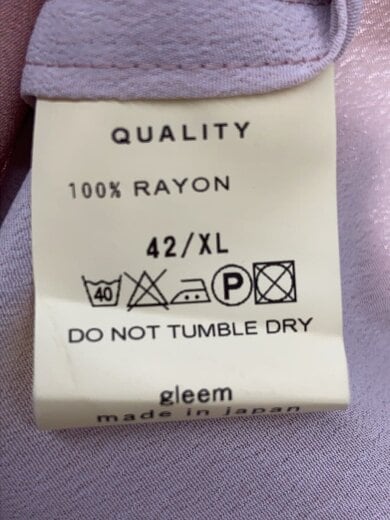 QUALITY
100% RAYON
42/XL
40 P
DO NOT TUMBLE DRY
gleem
made in japan